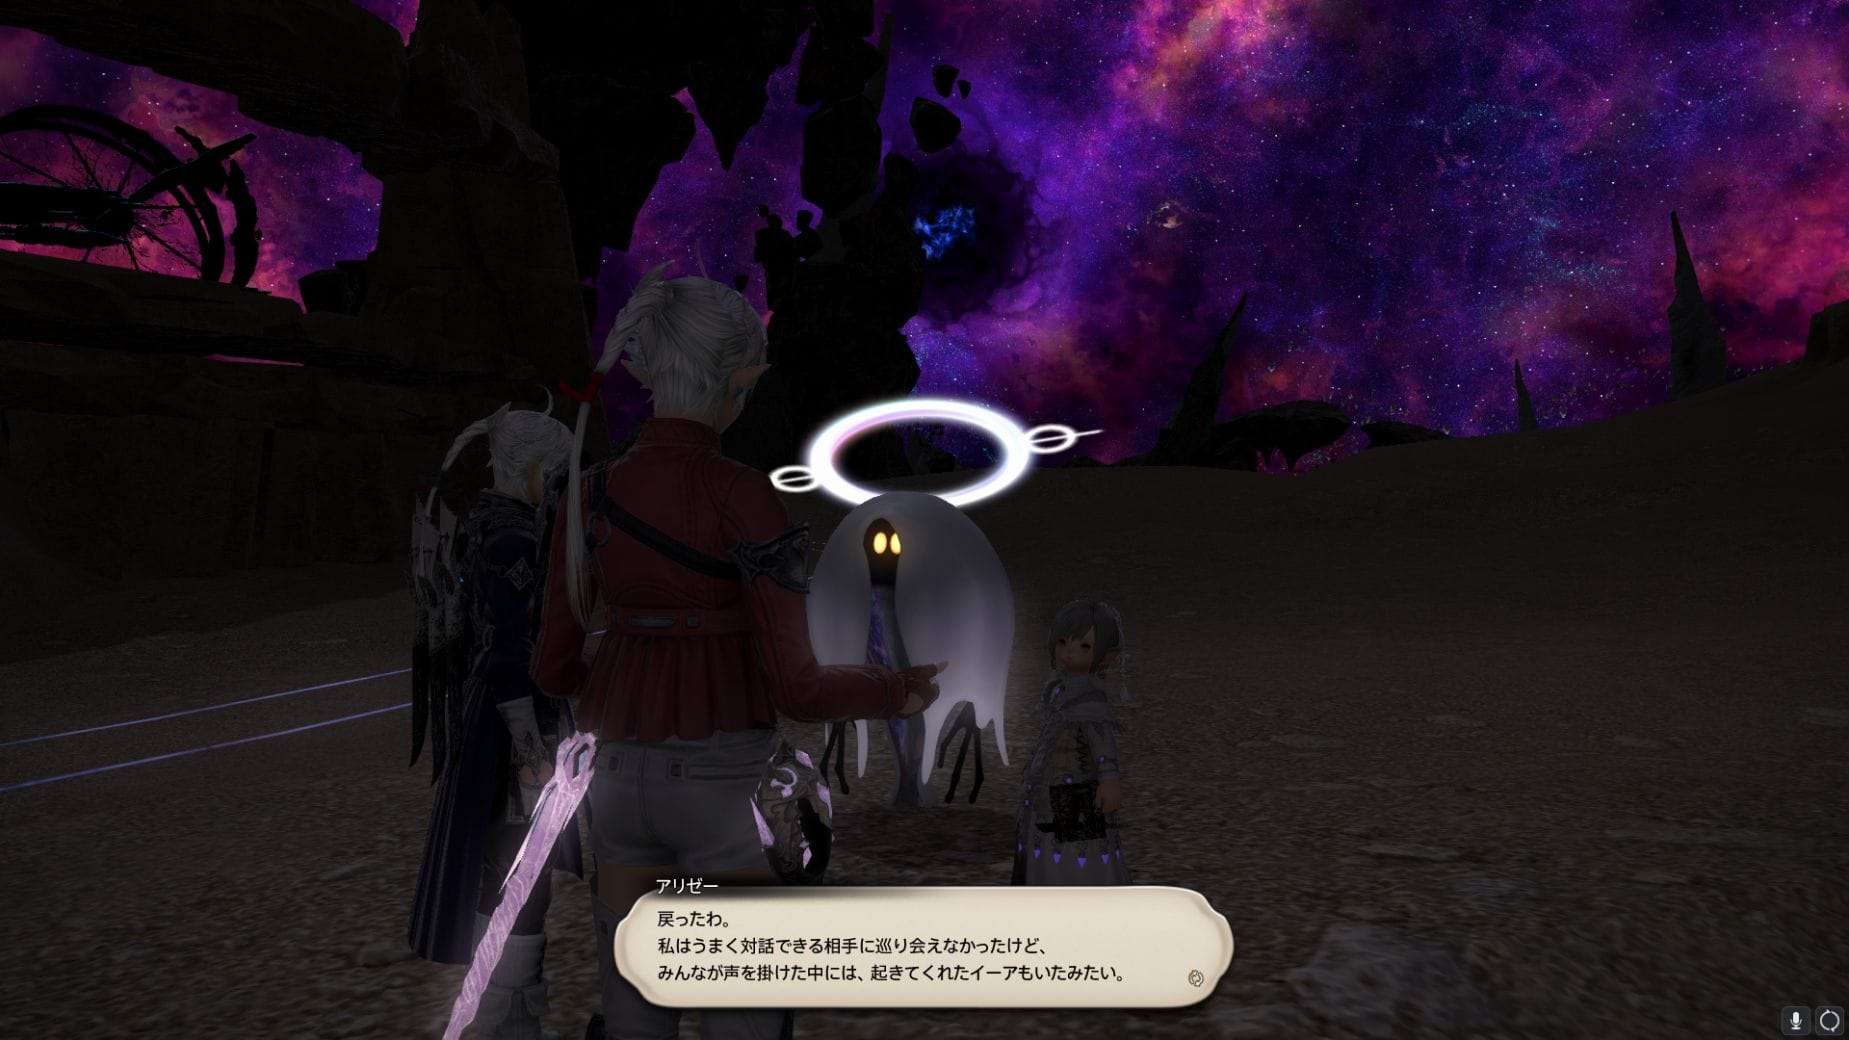 アリゼー
戻ったわ。
私はうまく対話できる相手に巡り会えなかったけど、
みんなが声を掛けた中には、起きてくれたイーアもいたみたい。